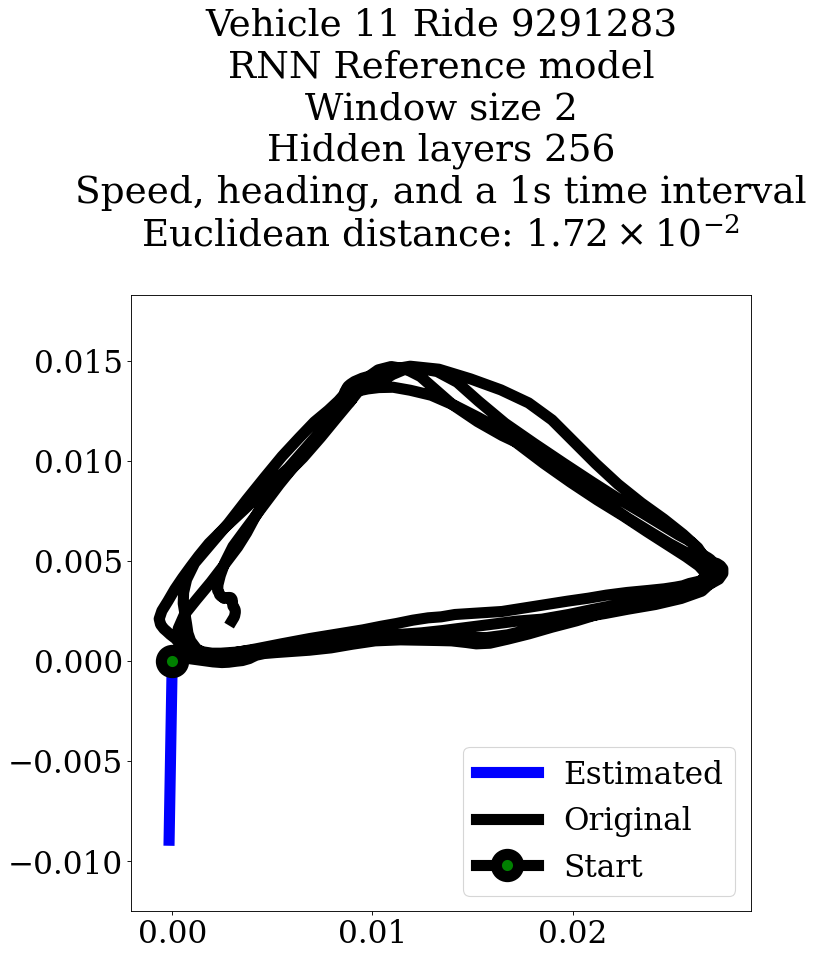 Vehicle 11 Ride 9291283
RNN Reference model
Window size 2
Hidden layers 256
Speed, heading, and a 1s time interval
Euclidean distance: 1.72 × 10⁻²
0.015
0.010
0.005
0.000
−0.005
−0.010
0.00 0.01 0.02
Estimated
Original
Start